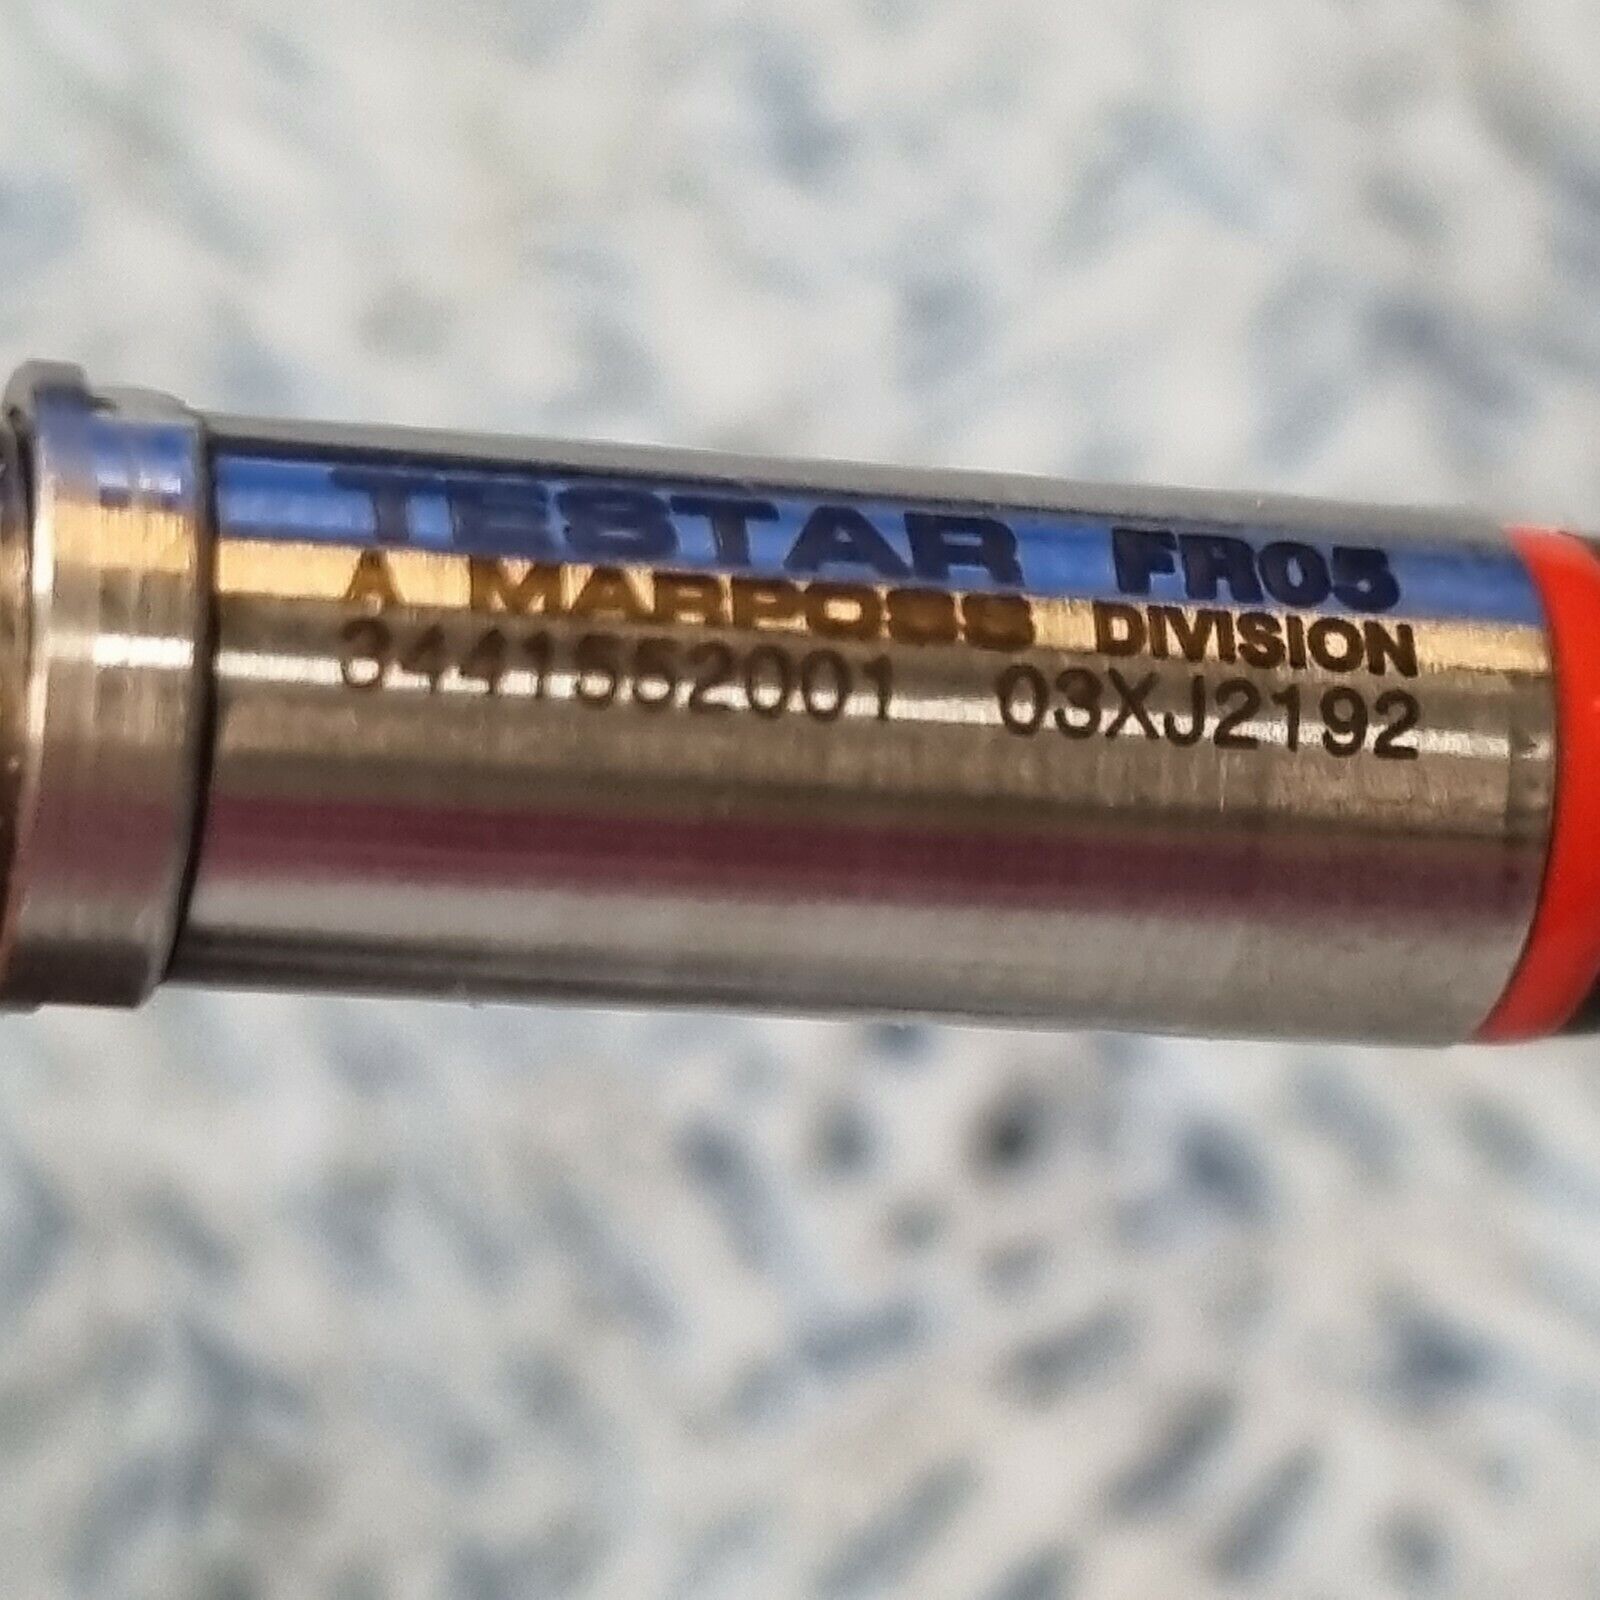 TESTAR FR05
A MARPOSS DIVISION
3441552001 03XJ2192